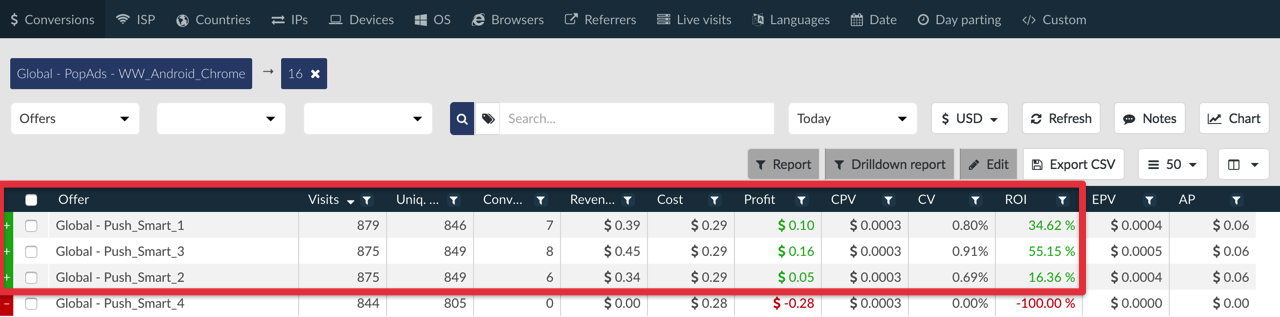 $ Conversions ISP Countries IPs Devices OS Browsers Referrers Live visits Languages Date Day parting </> Custom
Global - PopAds - WW_Android_Chrome → 16 ✖
Offers Search... Today $ USD Refresh Notes Chart
Report Drilldown report Edit Export CSV 50
Offer Visits Uniq. ... Conv... Reven... Cost Profit CPV CV ROI EPV AP
+ Global - Push_Smart_1 879 846 7 $ 0.39 $ 0.29 $ 0.10 $ 0.0003 0.80% 34.62 % $ 0.0004 $ 0.06
+ Global - Push_Smart_3 875 849 8 $ 0.45 $ 0.29 $ 0.16 $ 0.0003 0.91% 55.15 % $ 0.0005 $ 0.06
+ Global - Push_Smart_2 875 849 6 $ 0.34 $ 0.29 $ 0.05 $ 0.0003 0.69% 16.36 % $ 0.0004 $ 0.06
– Global - Push_Smart_4 844 805 0 $ 0.00 $ 0.28 $ -0.28 $ 0.0003 0.00% -100.00 % $ 0.0000 $ 0.00